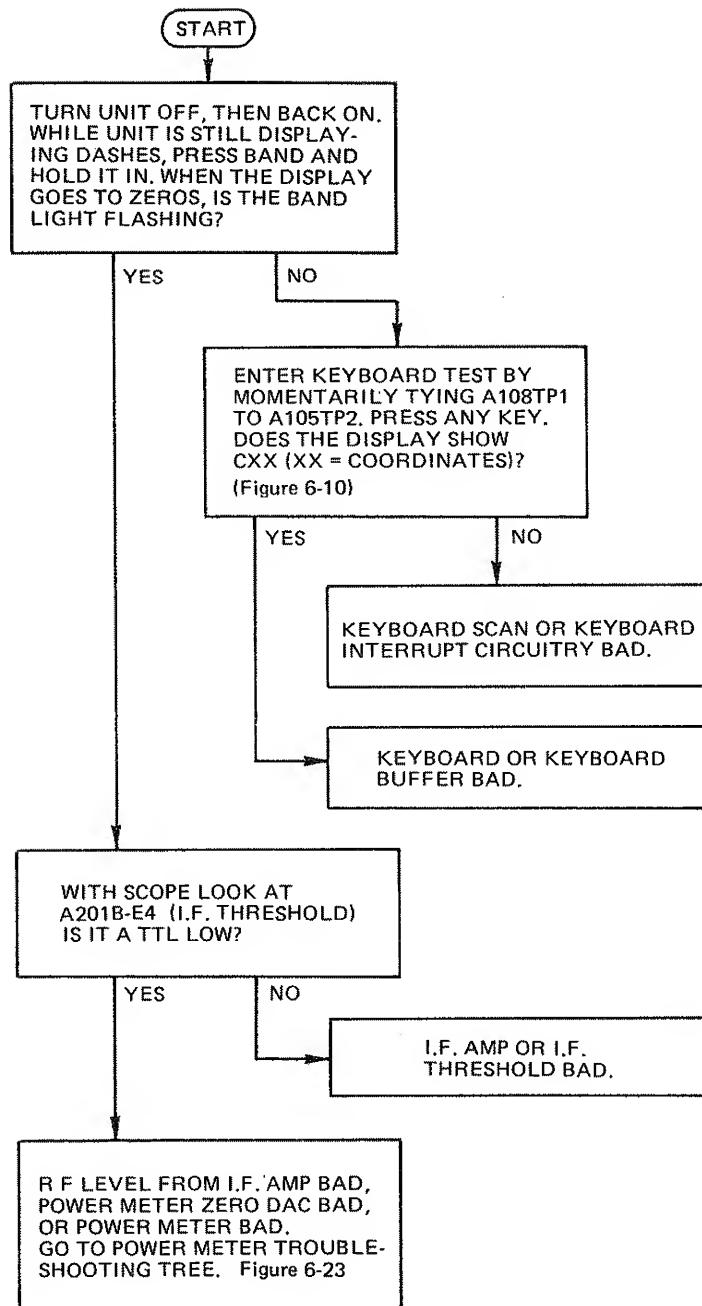 START
TURN UNIT OFF, THEN BACK ON.
WHILE UNIT IS STILL DISPLAY-
ING DASHES, PRESS BAND AND
HOLD IT IN. WHEN THE DISPLAY
GOES TO ZEROS, IS THE BAND
LIGHT FLASHING?
YES
NO
ENTER KEYBOARD TEST BY
MOMENTARILY TYING A108TP1
TO A105TP2. PRESS ANY KEY.
DOES THE DISPLAY SHOW
CXX (XX = COORDINATES)?
(Figure 6-10)
YES
NO
KEYBOARD SCAN OR KEYBOARD
INTERRUPT CIRCUITRY BAD.
KEYBOARD OR KEYBOARD
BUFFER BAD.
WITH SCOPE LOOK AT
A201B-E4 (I.F. THRESHOLD)
IS IT A TTL LOW?
YES
NO
I.F. AMP OR I.F.
THRESHOLD BAD.
R F LEVEL FROM I.F. AMP BAD,
POWER METER ZERO DAC BAD,
OR POWER METER BAD.
GO TO POWER METER TROUBLE-
SHOOTING TREE. Figure 6-23